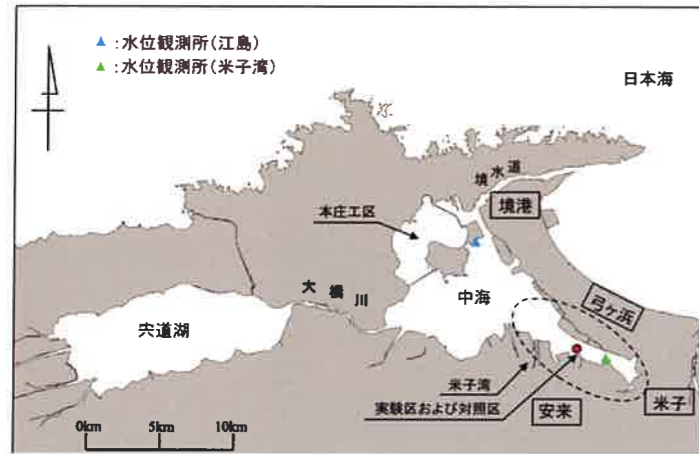 ▲ :水位観測所(江島)
▲ :水位観測所(米子湾)
日本海
境水道
境港
本庄工区
大橋川
中海
弓ヶ浜
宍道湖
米子湾
実験区および対照区
安来
米子
0km 5km 10km